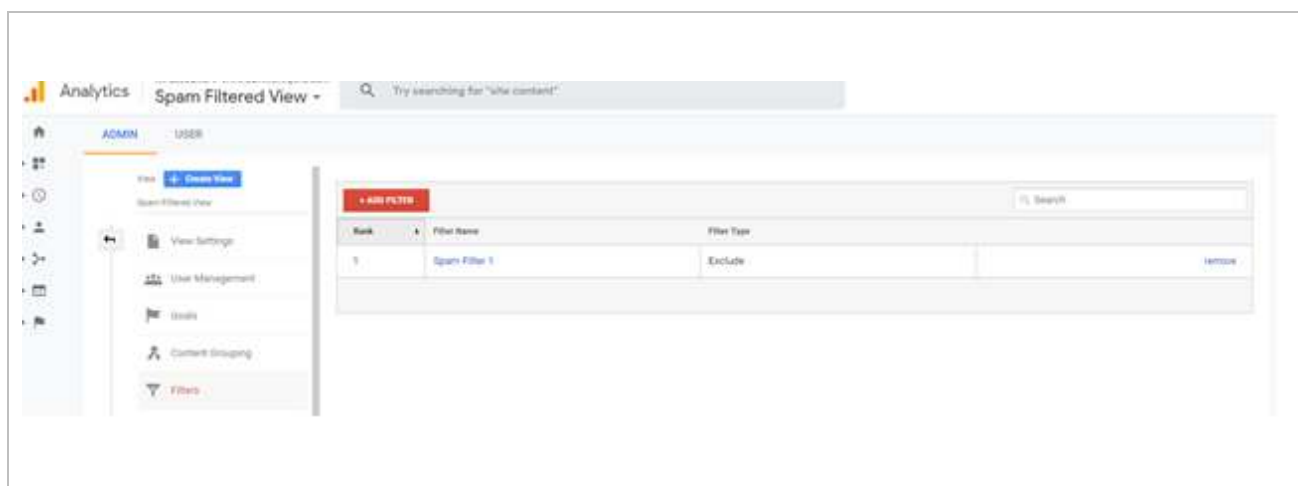 Analytics
Spam Filtered View
Try searching for "site content"
ADMIN USER
View + Create View
Spam Filtered View
+ ADD FILTER
Search
Rank Filter Name Filter Type
View Settings
1 Spam Filter 1 Exclude remove
User Management
Goals
Content Grouping
Filters